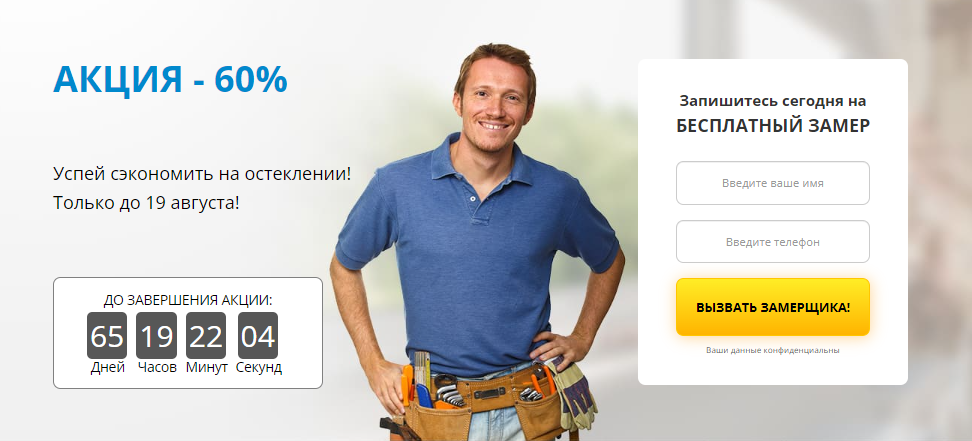 АКЦИЯ - 60%
Успей сэкономить на остеклении!
Только до 19 августа!
ДО ЗАВЕРШЕНИЯ АКЦИИ:
65 19 22 04
Дней Часов Минут Секунд
Запишитесь сегодня на
БЕСПЛАТНЫЙ ЗАМЕР
Введите ваше имя
Введите телефон
ВЫЗВАТЬ ЗАМЕРЩИКА!
Ваши данные конфиденциальны